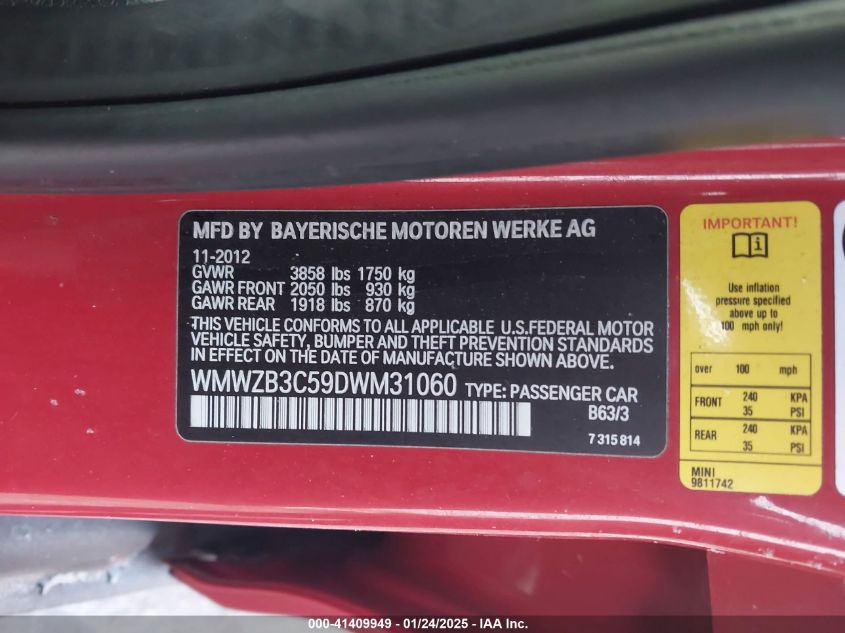 MFD BY BAYERISCHE MOTOREN WERKE AG
11-2012
GVWR 3858 lbs 1750 kg
GAWR FRONT 2050 lbs 930 kg
GAWR REAR 1918 lbs 870 kg
THIS VEHICLE CONFORMS TO ALL APPLICABLE U.S.FEDERAL MOTOR
VEHICLE SAFETY, BUMPER AND THEFT PREVENTION STANDARDS
IN EFFECT ON THE DATE OF MANUFACTURE SHOWN ABOVE.
WMWZB3C59DWM31060 TYPE: PASSENGER CAR
B63/3
7 315 814
IMPORTANT!
i
Use inflation
pressure specified
above up to
100 mph only!
over 100 mph
FRONT 240 KPA
35 PSI
REAR 240 KPA
35 PSI
MINI
9811742
000-41409949 - 01/24/2025 - IAA Inc.